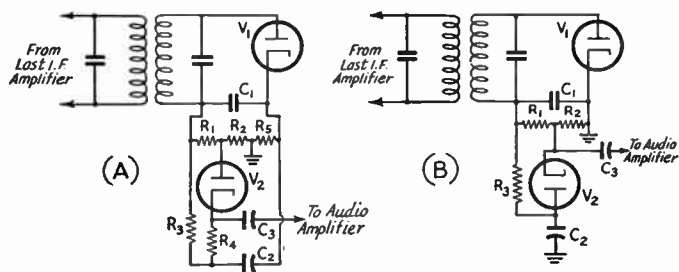 From
Last I.F.
Amplifier
V1
C1
R1 R2 R5
(A)
V2
R3
R4
C3
C2
To Audio
Amplifier
From
Last I.F.
Amplifier
V1
C1
R1 R2
(B)
To Audio
Amplifier
C3
R3
V2
C2